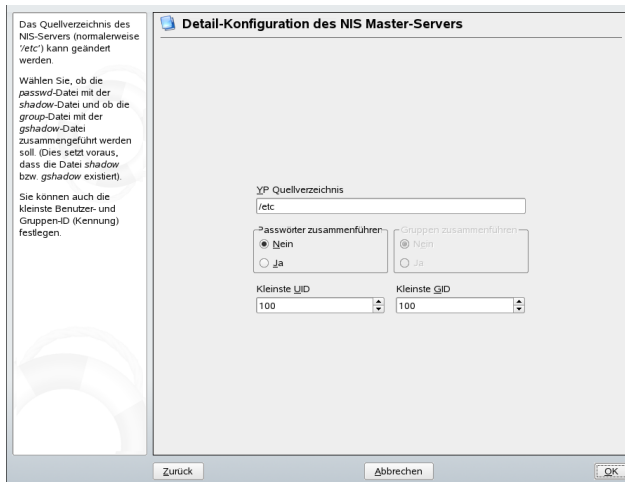 Das Quellverzeichnis des
NIS-Servers (normalerweise
'/etc') kann geändert
werden.
Wählen Sie, ob die
passwd-Datei mit der
shadow-Datei und ob die
group-Datei mit der
gshadow-Datei
zusammengeführt werden
soll. (Dies setzt voraus,
dass die Datei shadow
bzw. gshadow existiert).
Sie können auch die
kleinste Benutzer- und
Gruppen-ID (Kennung)
festlegen.
Detail-Konfiguration des NIS Master-Servers
YP Quellverzeichnis
/etc
Passwörter zusammenführen
Nein
Ja
Gruppen zusammenführen
Nein
Ja
Kleinste UID
100
Kleinste GID
100
Zurück
Abbrechen
OK